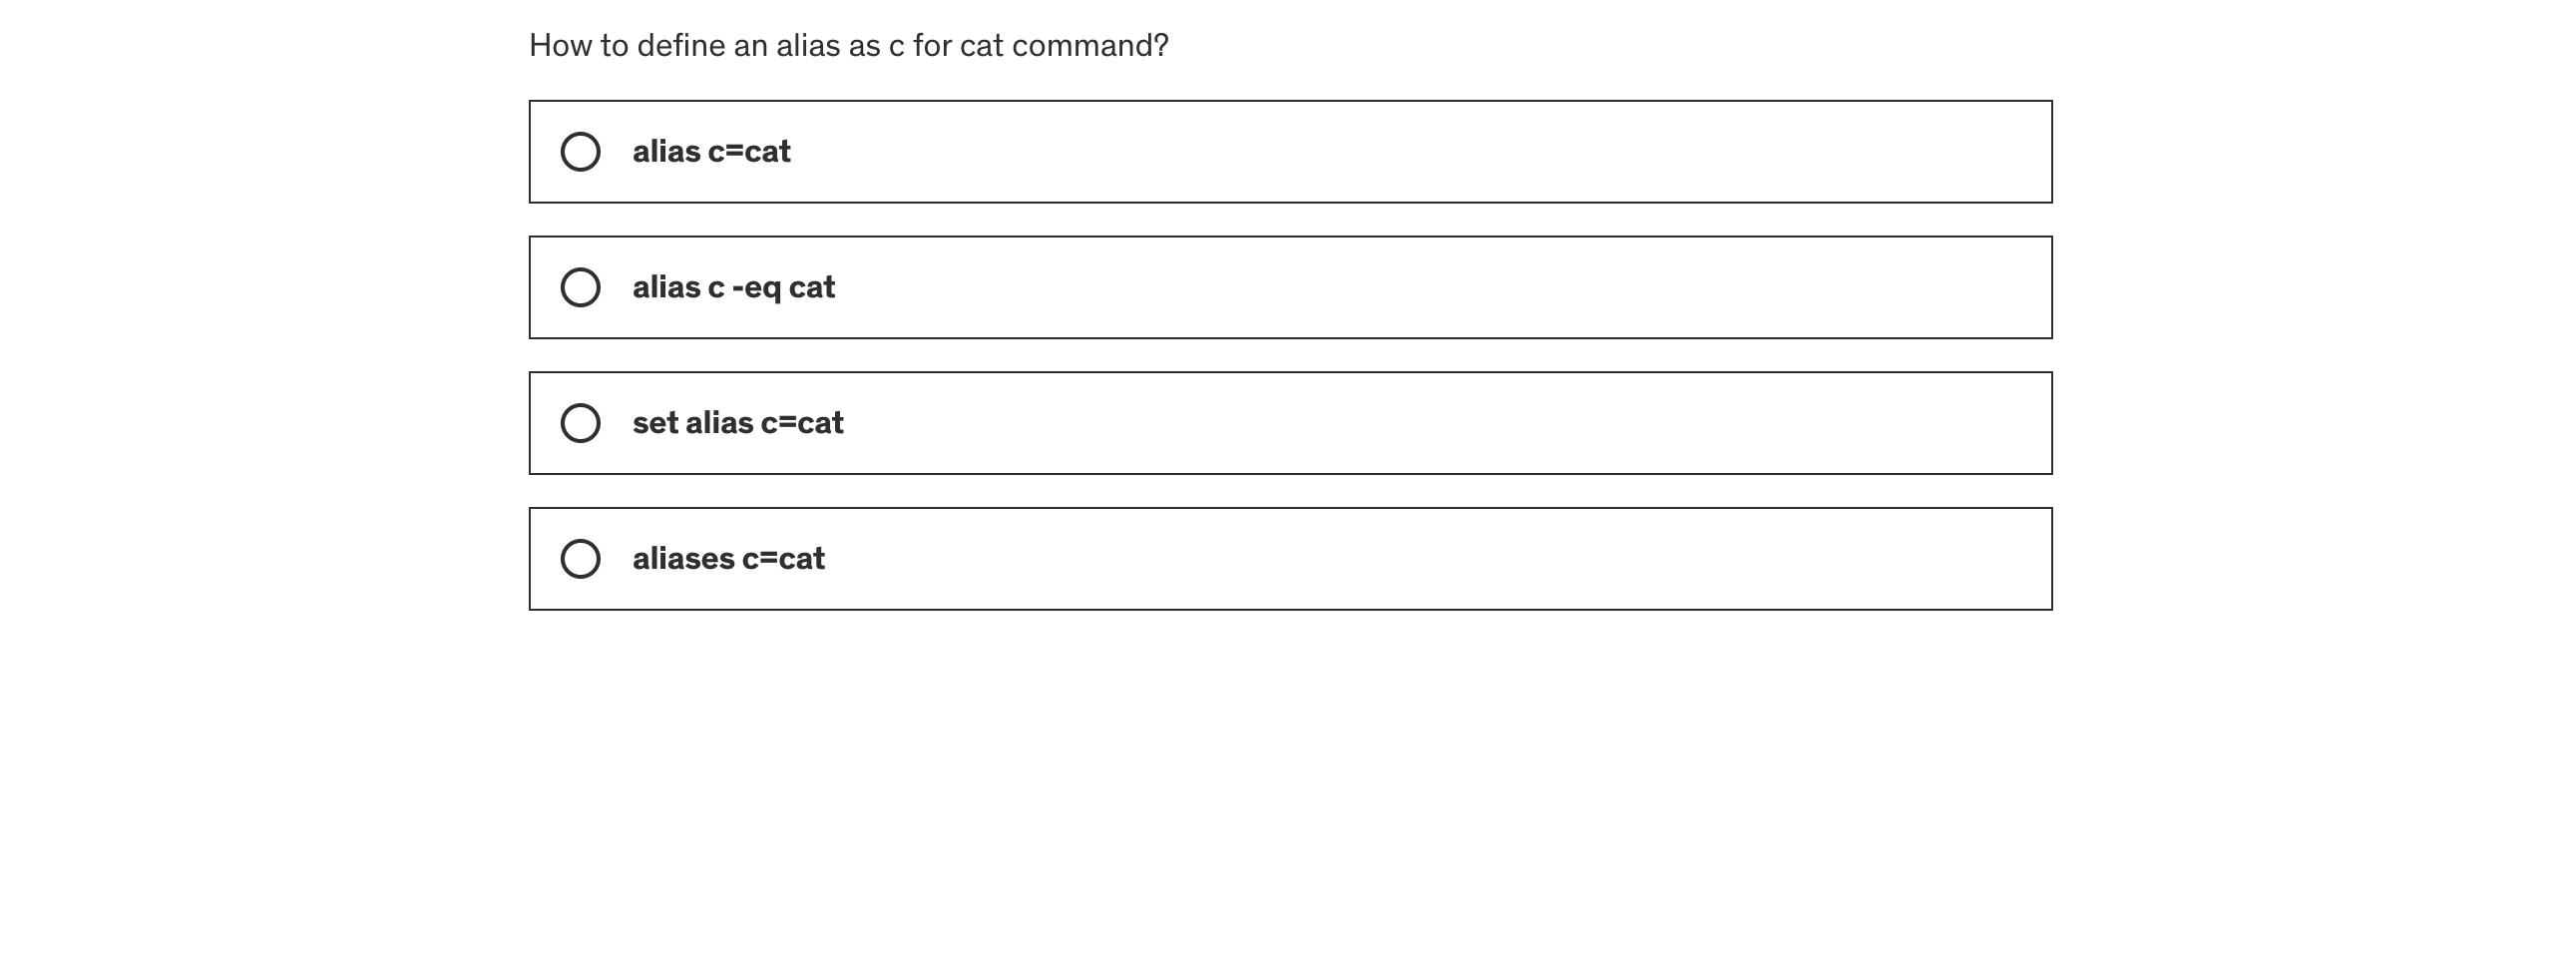 How to define an alias as c for cat command?
alias c=cat
alias c -eq cat
set alias c=cat
aliases c=cat